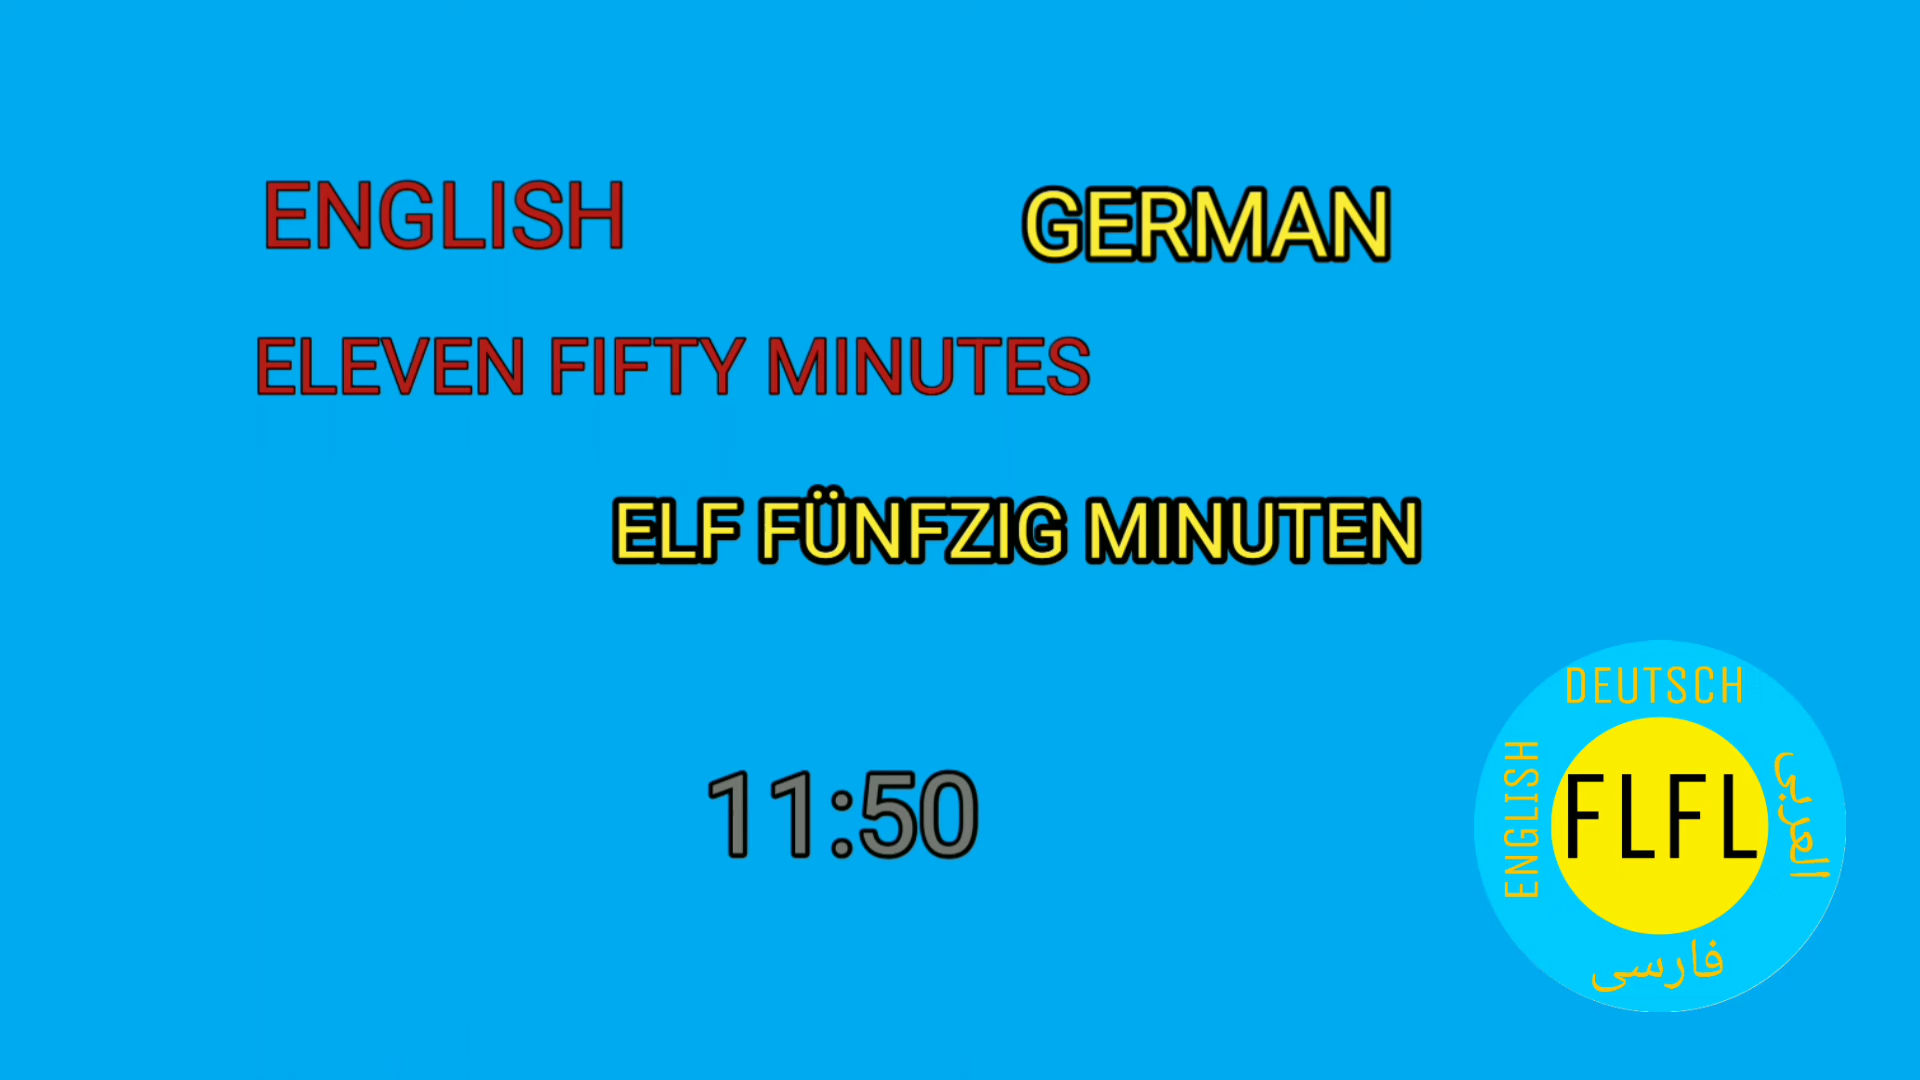 ENGLISH
GERMAN
ELEVEN FIFTY MINUTES
ELF FÜNFZIG MINUTEN
11:50
DEUTSCH
ENGLISH
FLFL
العربی
فارسی